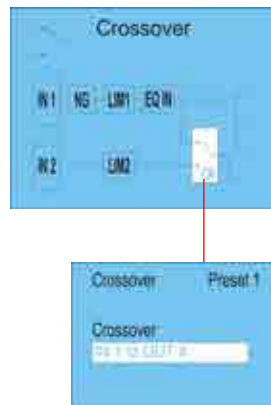 Crossover
IN 1 NG LIM1 EQ IN
IN 2 LIM2
Crossover Preset 1
Crossover